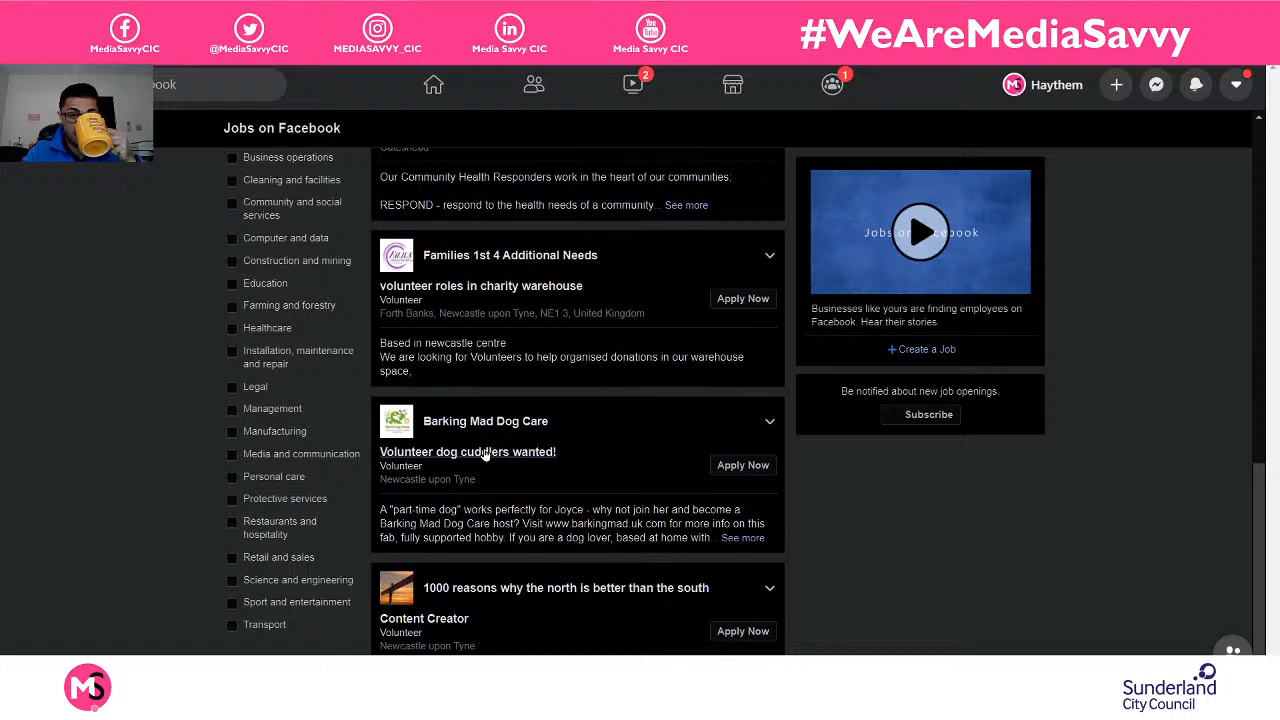 MediaSavvyCIC
@MediaSavvyCIC
MEDIASAVVY_CIC
Media Savvy CIC
You Tube
Media Savvy CIC
#WeAreMediaSavvy
book
2
1
Haythem
Jobs on Facebook
Business operations
Cleaning and facilities
Community and social
services
Computer and data
Construction and mining
Education
Farming and forestry
Healthcare
Installation, maintenance
and repair
Legal
Management
Manufacturing
Media and communication
Personal care
Protective services
Restaurants and
hospitality
Retail and sales
Science and engineering
Sport and entertainment
Transport
Gateshead
Our Community Health Responders work in the heart of our communities:
RESPOND - respond to the health needs of a community... See more
Families 1st 4 Additional Needs
volunteer roles in charity warehouse
Volunteer
Forth Banks, Newcastle upon Tyne, NE1 3, United Kingdom
Apply Now
Based in newcastle centre
We are looking for Volunteers to help organised donations in our warehouse
space,
Barking Mad Dog Care
Volunteer dog cuddlers wanted!
Volunteer
Newcastle upon Tyne
Apply Now
A "part-time dog" works perfectly for Joyce - why not join her and become a
Barking Mad Dog Care host? Visit www.barkingmad.uk.com for more info on this
fab, fully supported hobby. If you are a dog lover, based at home with... See more
1000 reasons why the north is better than the south
Content Creator
Volunteer
Newcastle upon Tyne
Apply Now
Jobs on Facebook
Businesses like yours are finding employees on
Facebook. Hear their stories.
+ Create a Job
Be notified about new job openings.
Subscribe
MS
Sunderland
City Council